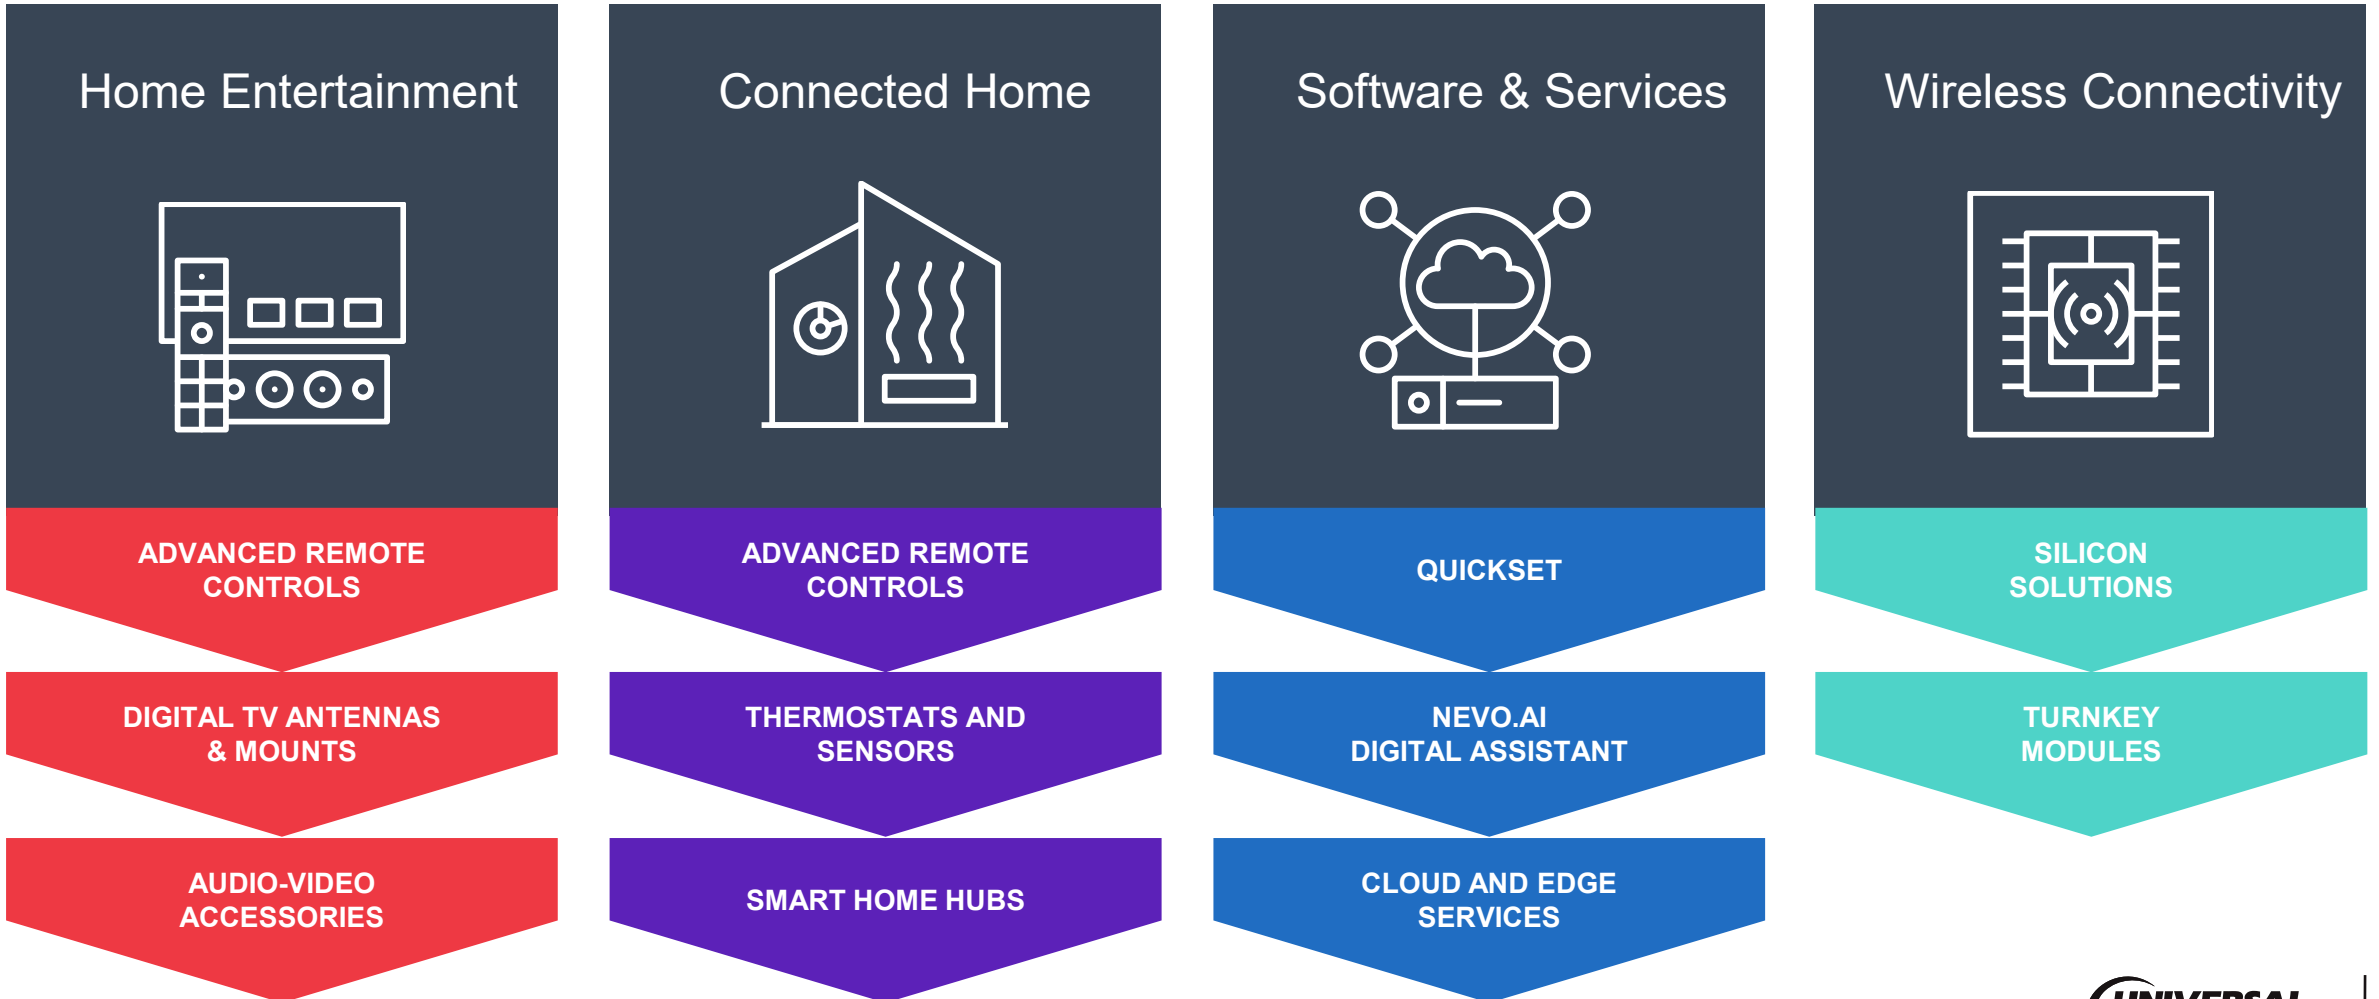 Home Entertainment
ADVANCED REMOTE
CONTROLS
DIGITAL TV ANTENNAS
& MOUNTS
AUDIO-VIDEO
ACCESSORIES
Connected Home
ADVANCED REMOTE
CONTROLS
THERMOSTATS AND
SENSORS
SMART HOME HUBS
Software & Services
QUICKSET
NEVO.AI
DIGITAL ASSISTANT
CLOUD AND EDGE
SERVICES
Wireless Connectivity
SILICON
SOLUTIONS
TURNKEY
MODULES
UNIVERSAL